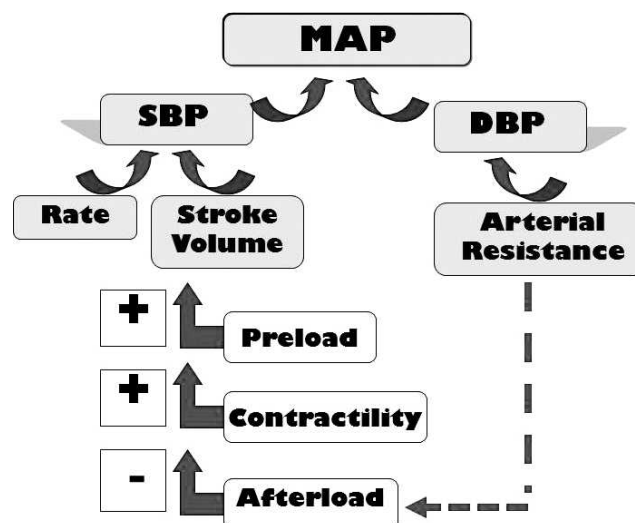 MAP
SBP
DBP
Rate
Stroke
Volume
Arterial
Resistance
+
Preload
+
Contractility
-
Afterload